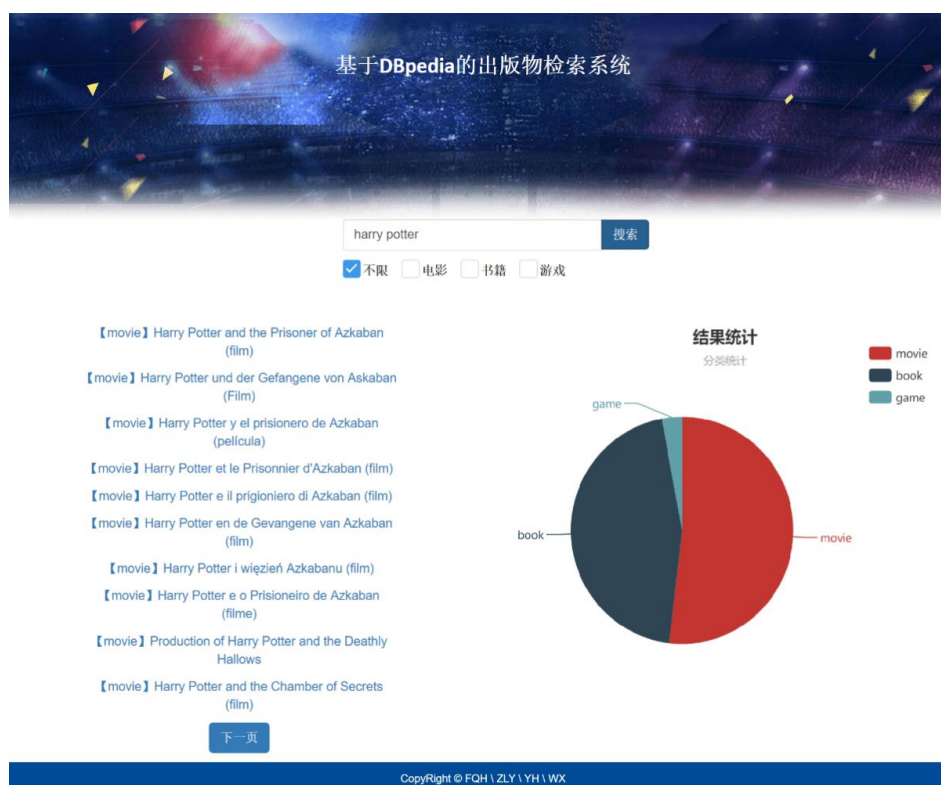 基于DBpedia的出版物检索系统
harry potter 搜索
不限 电影 书籍 游戏
【movie】Harry Potter and the Prisoner of Azkaban
(film)
【movie】Harry Potter und der Gefangene von Askaban
(Film)
【movie】Harry Potter y el prisionero de Azkaban
(película)
【movie】Harry Potter et le Prisonnier d'Azkaban (film)
【movie】Harry Potter e il prigioniero di Azkaban (film)
【movie】Harry Potter en de Gevangene van Azkaban
(film)
【movie】Harry Potter i więzień Azkabanu (film)
【movie】Harry Potter e o Prisioneiro de Azkaban
(filme)
【movie】Production of Harry Potter and the Deathly
Hallows
【movie】Harry Potter and the Chamber of Secrets
(film)
下一页
结果统计
分类统计
movie
book
game
game
book
movie
CopyRight © FQH \ ZLY \ YH \ WX